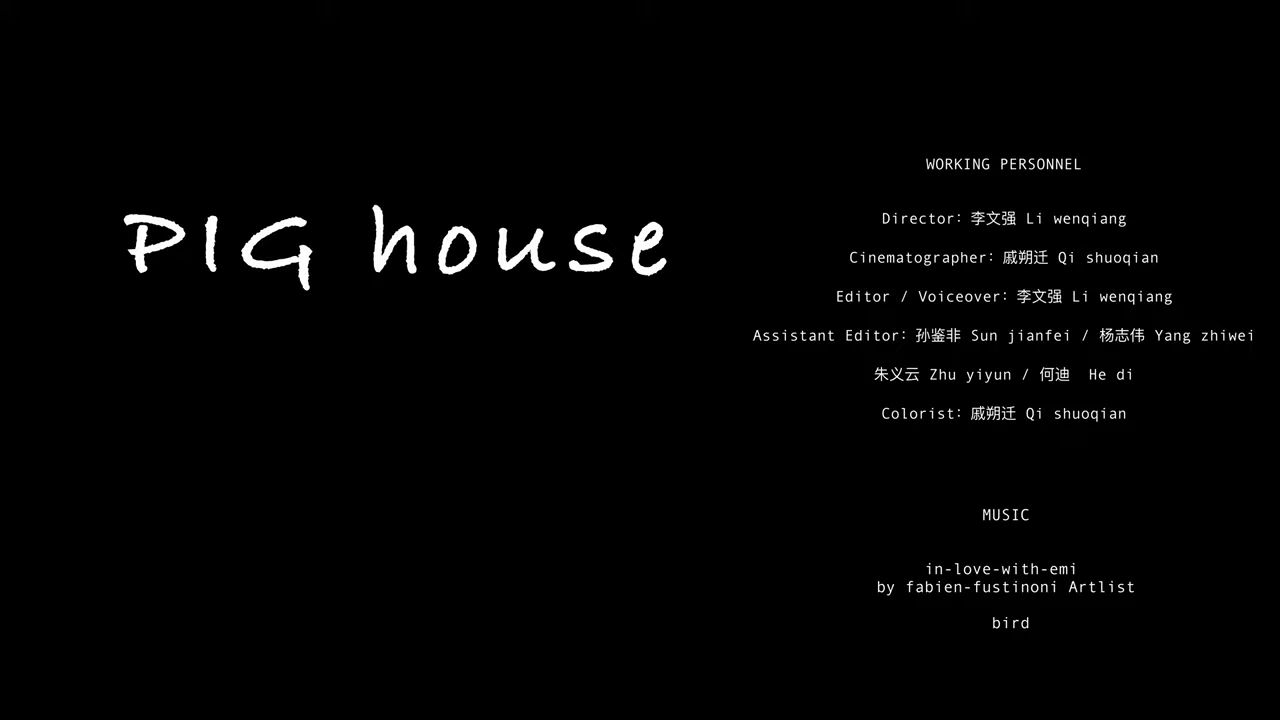 PIG house
WORKING PERSONNEL
Director: 李文强 Li wenqiang
Cinematographer: 戚朔迁 Qi shuoqian
Editor / Voiceover: 李文强 Li wenqiang
Assistant Editor: 孙鉴非 Sun jianfei / 杨志伟 Yang zhiwei
朱义云 Zhu yiyun / 何迪  He di
Colorist: 戚朔迁 Qi shuoqian
MUSIC
in-love-with-emi
by fabien-fustinoni Artlist
bird